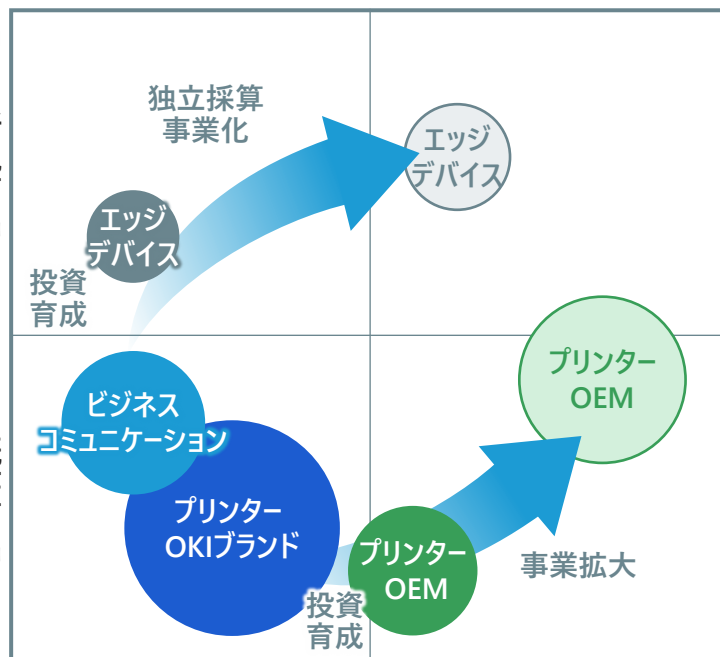 独立採算
事業化
エッジ
デバイス
エッジ
デバイス
投資
育成
プリンター
OEM
ビジネス
コミュニケーション
プリンター
OKIブランド
プリンター
OEM
事業拡大
投資
育成